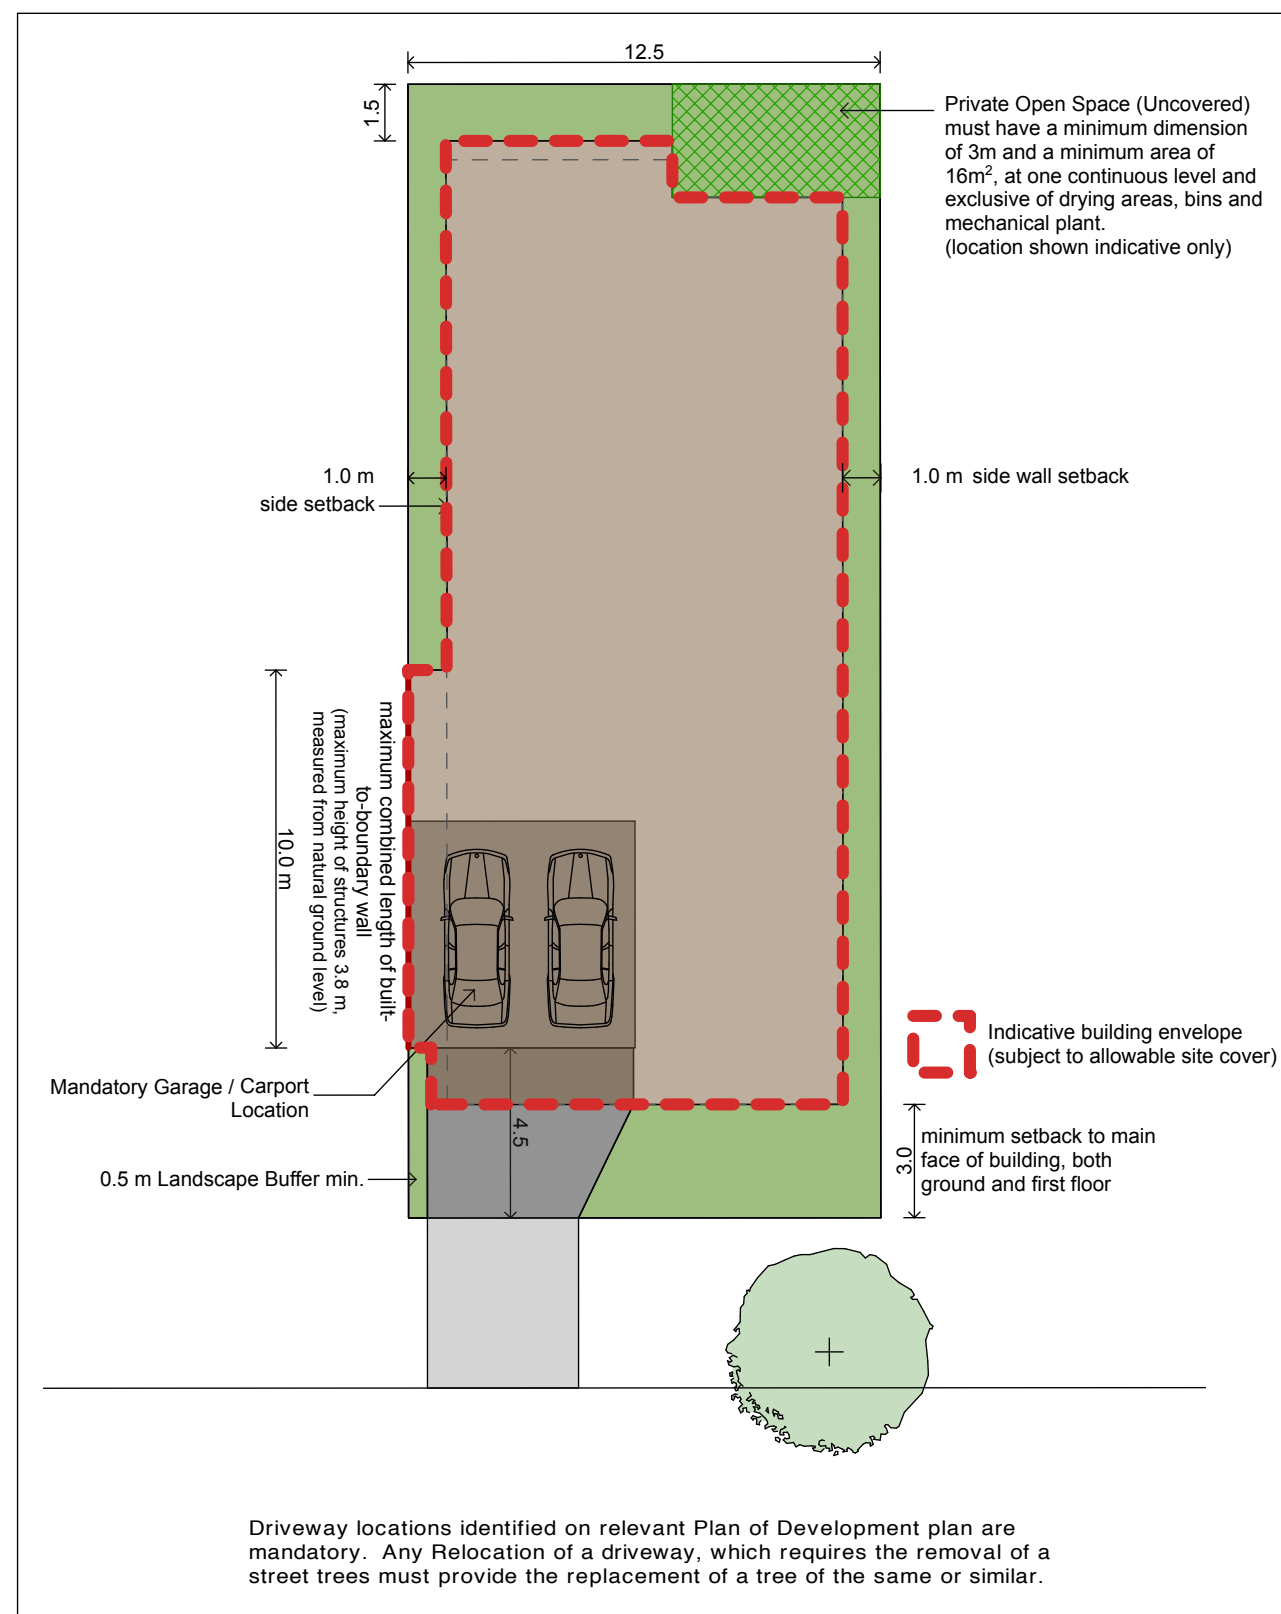 12.5
1.5
Private Open Space (Uncovered)
must have a minimum dimension
of 3m and a minimum area of
16m², at one continuous level and
exclusive of drying areas, bins and
mechanical plant.
(location shown indicative only)
1.0 m
side setback
1.0 m side wall setback
10.0 m
maximum combined length of built-
to-boundary wall
(maximum height of structures 3.8 m,
measured from natural ground level)
Indicative building envelope
(subject to allowable site cover)
Mandatory Garage / Carport
Location
4.5
3.0
minimum setback to main
face of building, both
ground and first floor
0.5 m Landscape Buffer min.
Driveway locations identified on relevant Plan of Development plan are
mandatory. Any Relocation of a driveway, which requires the removal of a
street trees must provide the replacement of a tree of the same or similar.